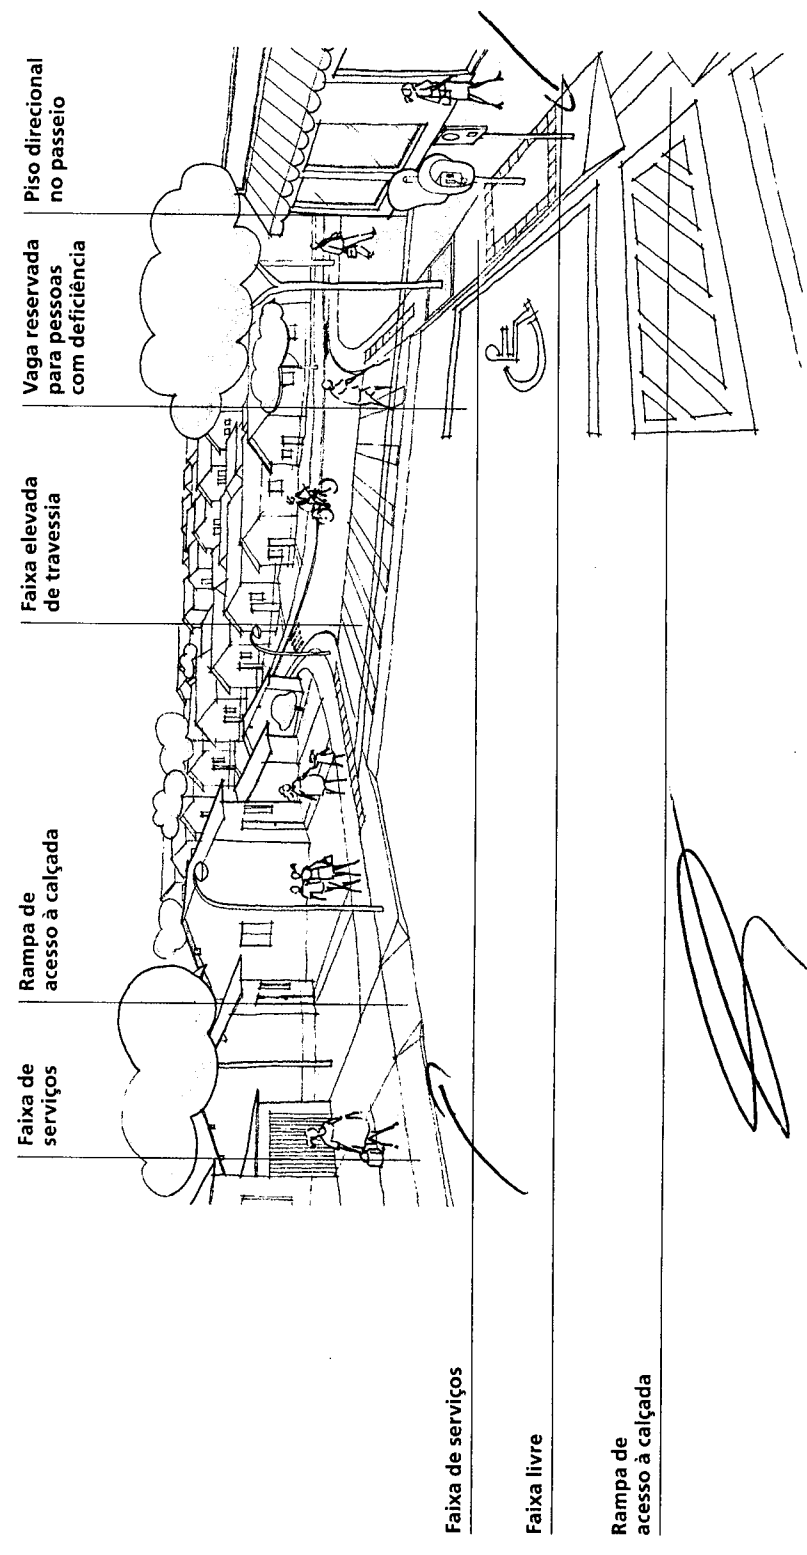 Faixa de
serviços
Rampa de
acesso à calçada
Faixa elevada
de travessia
Vaga reservada
para pessoas
com deficiência
Piso direcional
no passeio
Faixa de serviços
Faixa livre
Rampa de
acesso à calçada